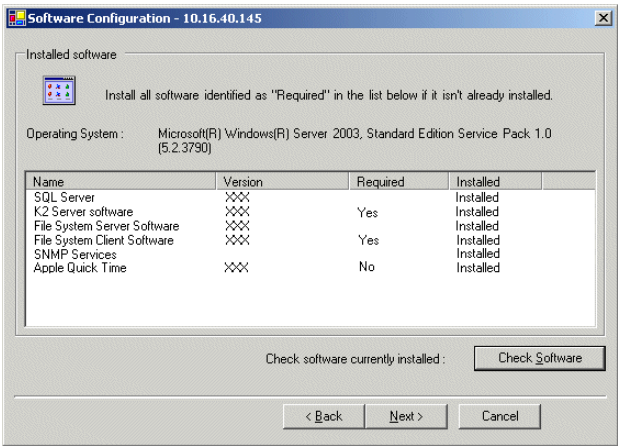 Software Configuration - 10.16.40.145
Installed software
Install all software identified as "Required" in the list below if it isn't already installed.
Operating System : Microsoft(R) Windows(R) Server 2003, Standard Edition Service Pack 1.0
(5.2.3790)
Name Version Required Installed
SQL Server XXX Installed
K2 Server software XXX Yes Installed
File System Server Software XXX Installed
File System Client Software XXX Yes Installed
SNMP Services Installed
Apple Quick Time XXX No Installed
Check software currently installed : Check Software
< Back Next > Cancel